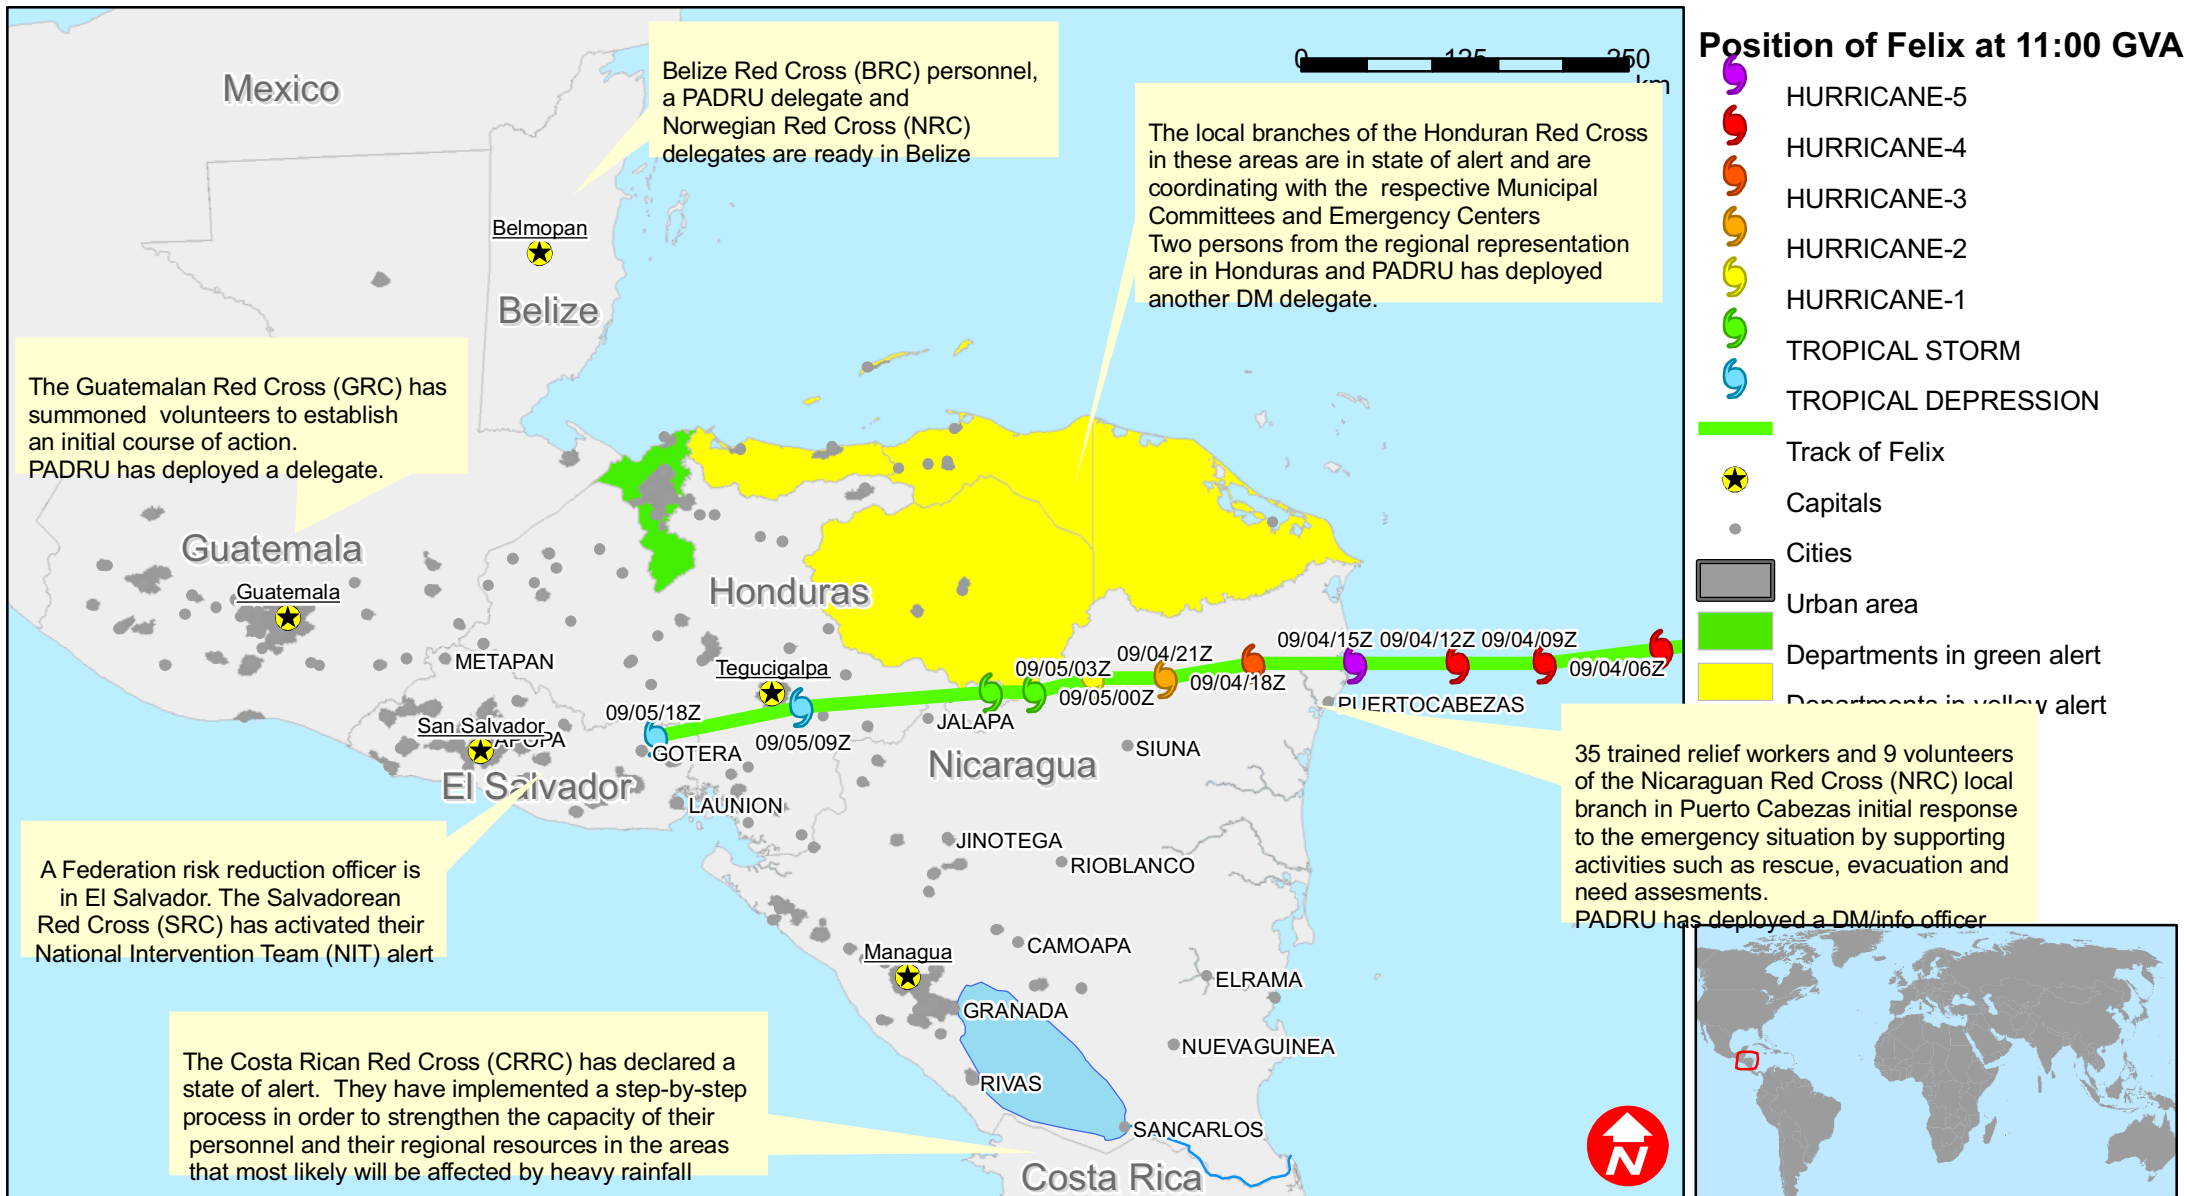 Mexico
Belize Red Cross (BRC) personnel,
a PADRU delegate and
Norwegian Red Cross (NRC)
delegates are ready in Belize
0 125 250
km
The local branches of the Honduran Red Cross
in these areas are in state of alert and are
coordinating with the respective Municipal
Committees and Emergency Centers
Two persons from the regional representation
are in Honduras and PADRU has deployed
another DM delegate.
Belmopan
Belize
The Guatemalan Red Cross (GRC) has
summoned volunteers to establish
an initial course of action.
PADRU has deployed a delegate.
Guatemala
Guatemala
Honduras
METAPAN
Tegucigalpa
San Salvador
APOPA
El Salvador
GOTERA
LAUNION
09/05/18Z
09/05/09Z
09/05/03Z
09/05/00Z
09/04/21Z
09/04/18Z
09/04/15Z
09/04/12Z
09/04/09Z
09/04/06Z
JALAPA
PUERTOCABEZAS
SIUNA
Nicaragua
JINOTEGA
RIOBLANCO
CAMOAPA
Managua
ELRAMA
GRANADA
NUEVAGUINEA
RIVAS
SANCARLOS
Costa Rica
A Federation risk reduction officer is
in El Salvador. The Salvadorean
Red Cross (SRC) has activated their
National Intervention Team (NIT) alert
The Costa Rican Red Cross (CRRC) has declared a
state of alert. They have implemented a step-by-step
process in order to strengthen the capacity of their
personnel and their regional resources in the areas
that most likely will be affected by heavy rainfall
35 trained relief workers and 9 volunteers
of the Nicaraguan Red Cross (NRC) local
branch in Puerto Cabezas initial response
to the emergency situation by supporting
activities such as rescue, evacuation and
need assesments.
PADRU has deployed a DM/info officer
N
Position of Felix at 11:00 GVA
HURRICANE-5
HURRICANE-4
HURRICANE-3
HURRICANE-2
HURRICANE-1
TROPICAL STORM
TROPICAL DEPRESSION
Track of Felix
Capitals
Cities
Urban area
Departments in green alert
Departments in yellow alert